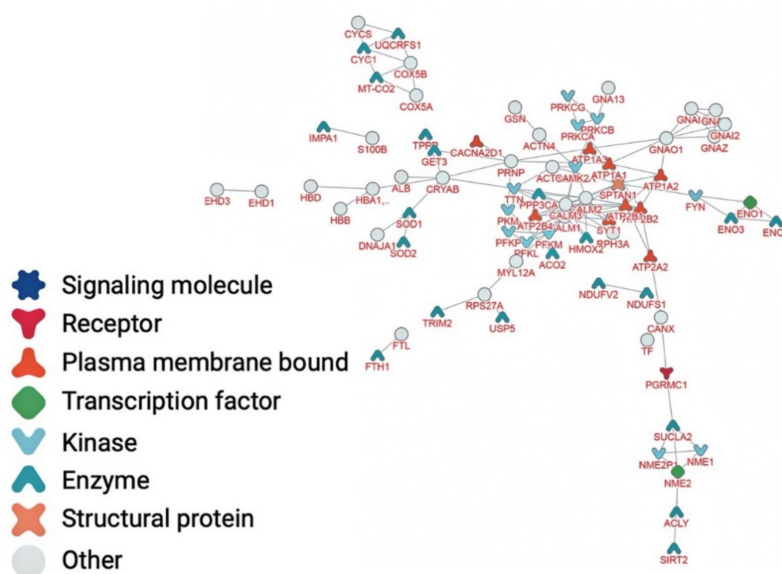 CYCS
UQCRFS1
CYC1
COX5B
MT-CO2
COX5A
PRKCG
GNA13
GSN
PRKCB
PRKCA
GNAI2
GNAZ
IMPA1
S100B
TPPP
ACTN4
GNAO1
GET3
CACNA2D1
ATP1A3
PRNP
CAMK2A
ATP1A1
ATP1A2
EHD3
EHD1
HBD
HBA1,..
ALB
CRYAB
TTN
PPP3CA
SPTAN1
FYN
ENO1
HBB
SOD1
PKM
CALM3
CALM2
ATP2B1
ATP2B4
SYT1
ENO3
DNAJA1
SOD2
PFKP
PFKL
PFKM
HMOX2
RPH3A
ACO2
ATP2A2
MYL12A
NDUFV2
NDUFS1
RPS27A
TRIM2
USP5
CANX
FTL
TF
FTH1
PGRMC1
SUCLA2
NME2P1
NME1
NME2
ACLY
SIRT2
Signaling molecule
Receptor
Plasma membrane bound
Transcription factor
Kinase
Enzyme
Structural protein
Other